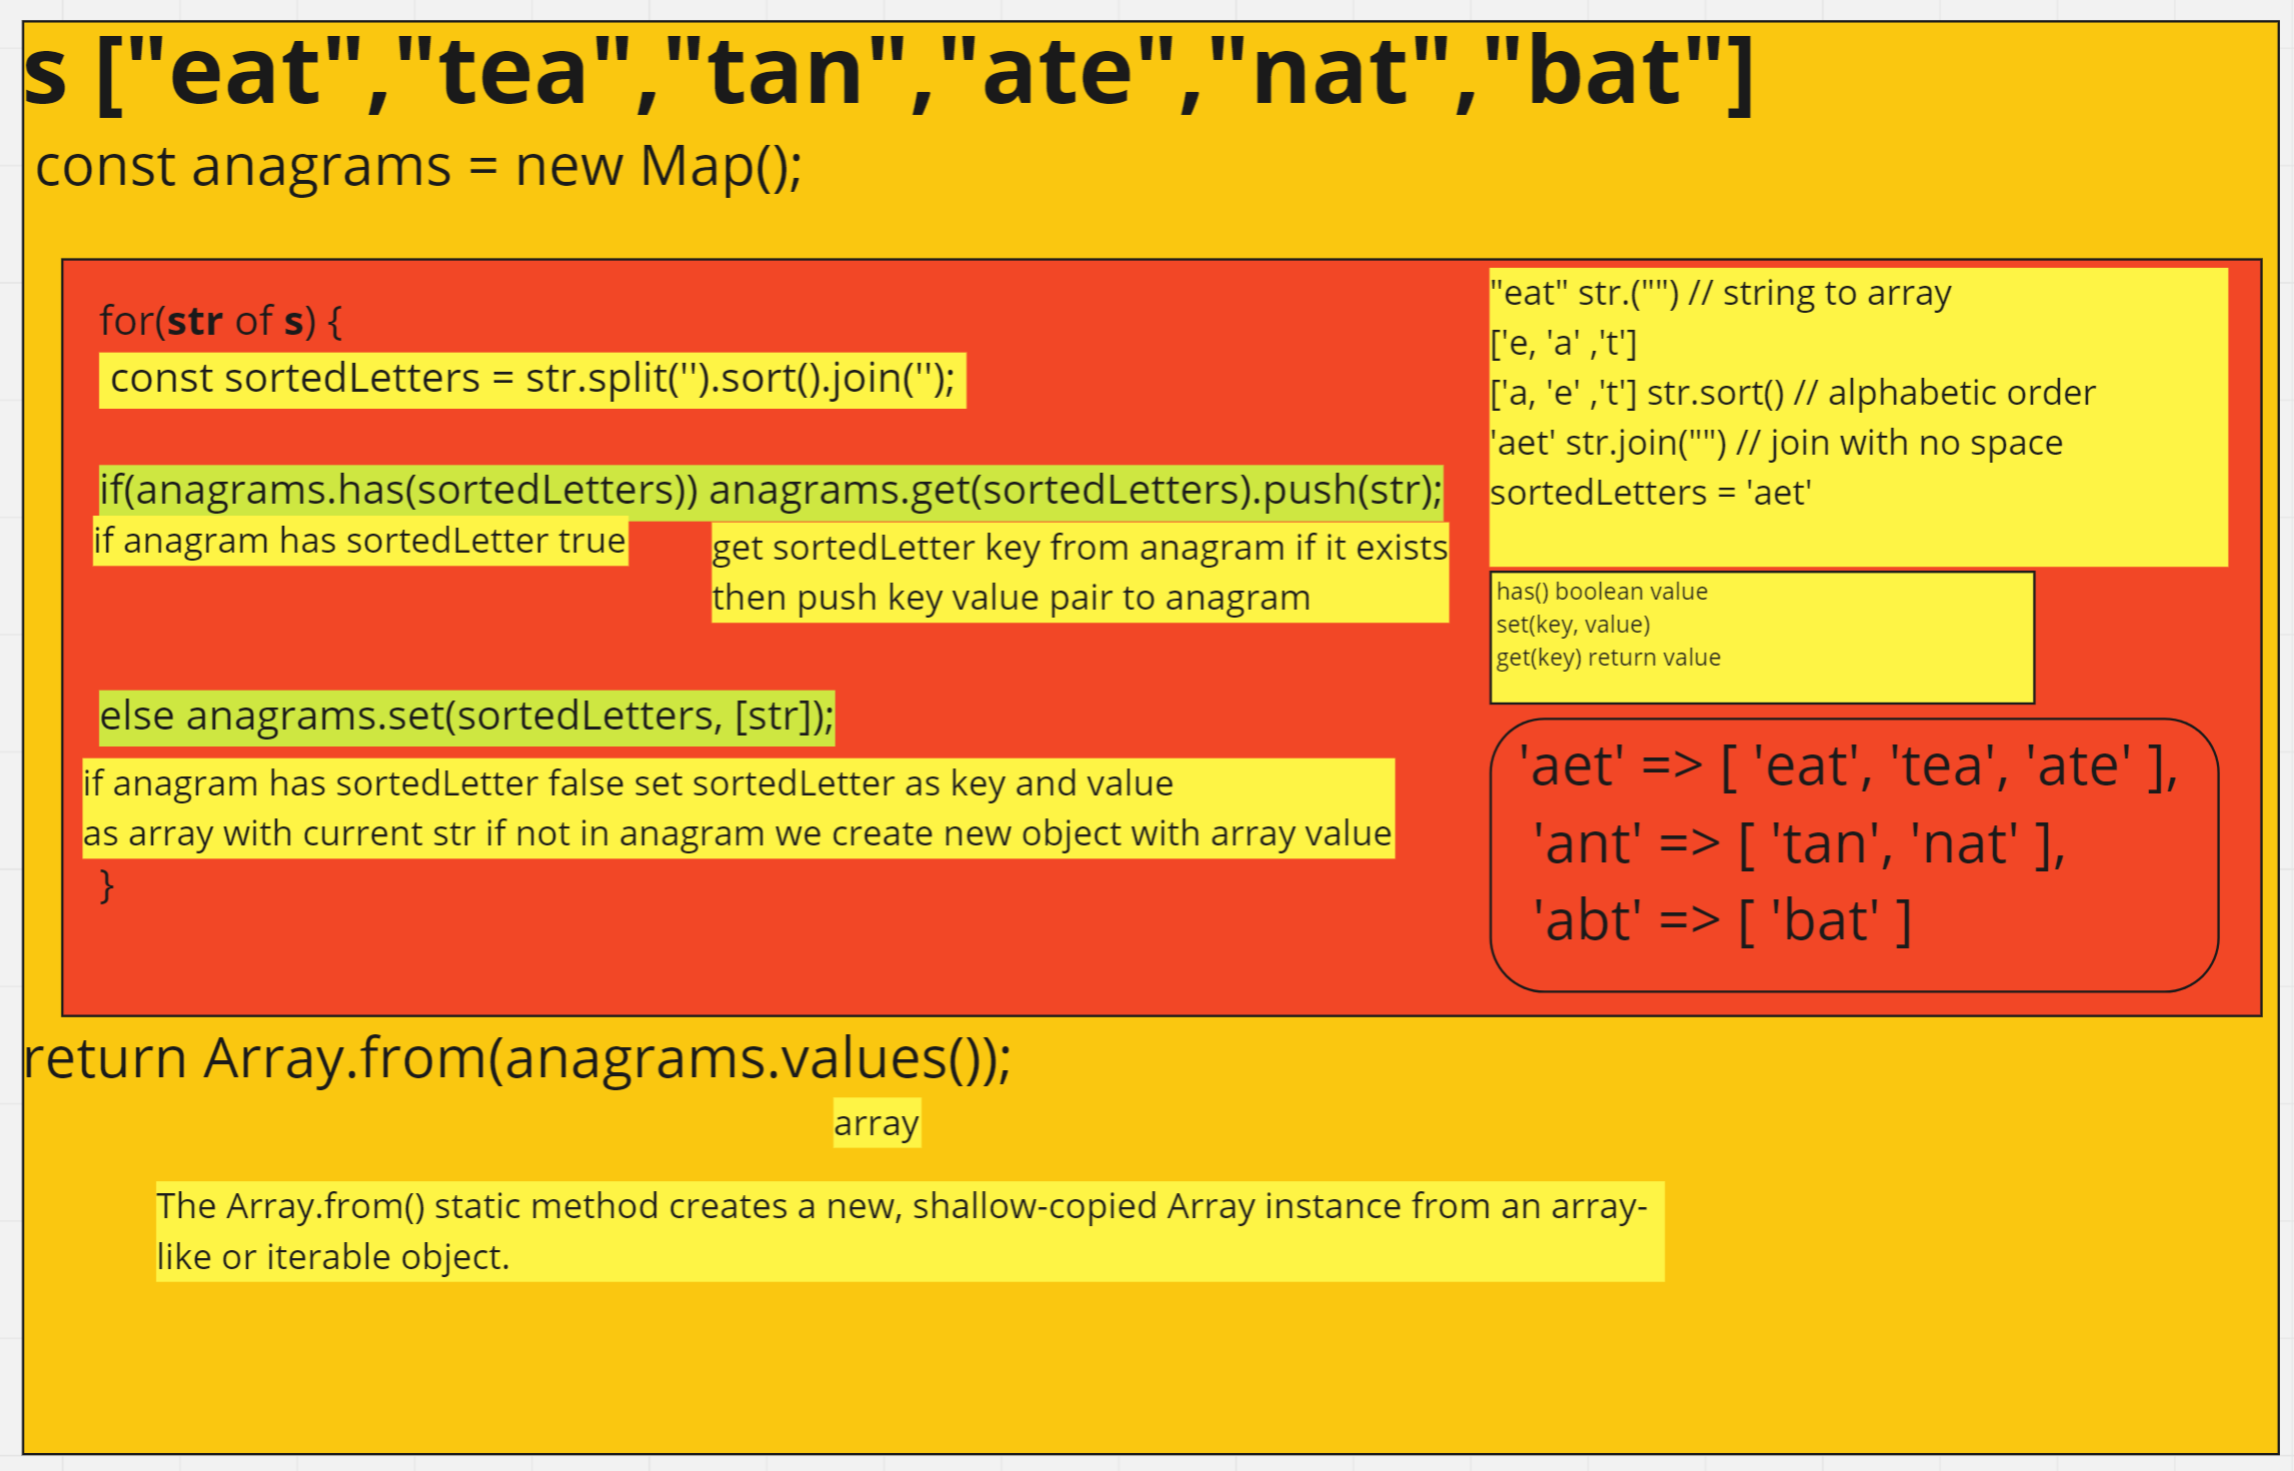 s ["eat","tea","tan","ate","nat","bat"]
const anagrams = new Map();
for(str of s) {
const sortedLetters = str.split('').sort().join('');
if(anagrams.has(sortedLetters)) anagrams.get(sortedLetters).push(str);
if anagram has sortedLetter true
get sortedLetter key from anagram if it exists
then push key value pair to anagram
else anagrams.set(sortedLetters, [str]);
if anagram has sortedLetter false set sortedLetter as key and value
as array with current str if not in anagram we create new object with array value
}
"eat" str.("") // string to array
['e, 'a' ,'t']
['a, 'e' ,'t'] str.sort() // alphabetic order
'aet' str.join("") // join with no space
sortedLetters = 'aet'
has() boolean value
set(key, value)
get(key) return value
'aet' => [ 'eat', 'tea', 'ate' ],
'ant' => [ 'tan', 'nat' ],
'abt' => [ 'bat' ]
return Array.from(anagrams.values());
array
The Array.from() static method creates a new, shallow-copied Array instance from an array-
like or iterable object.